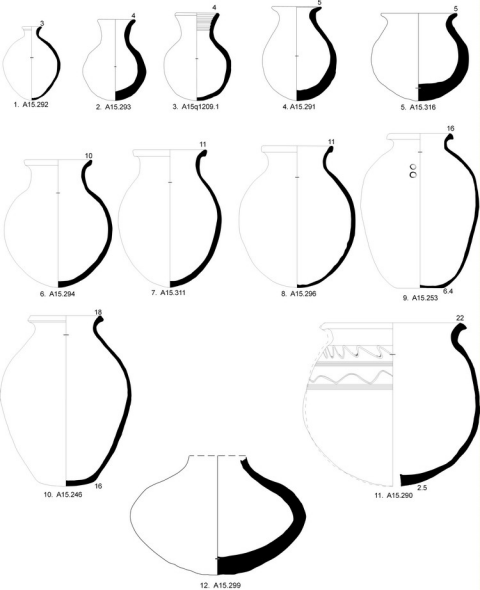 3
4
4
5
5
1. A15.292
2. A15.293
3. A15q1209.1
4. A15.291
5. A15.316
10
11
11
16
6.4
6. A15.294
7. A15.311
8. A15.296
9. A15.253
18
22
16
2.5
10. A15.246
11. A15.290
12. A15.299